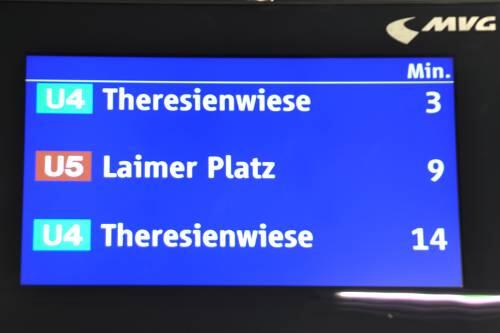 MVG
Min.
U4 Theresienwiese 3
U5 Laimer Platz 9
U4 Theresienwiese 14